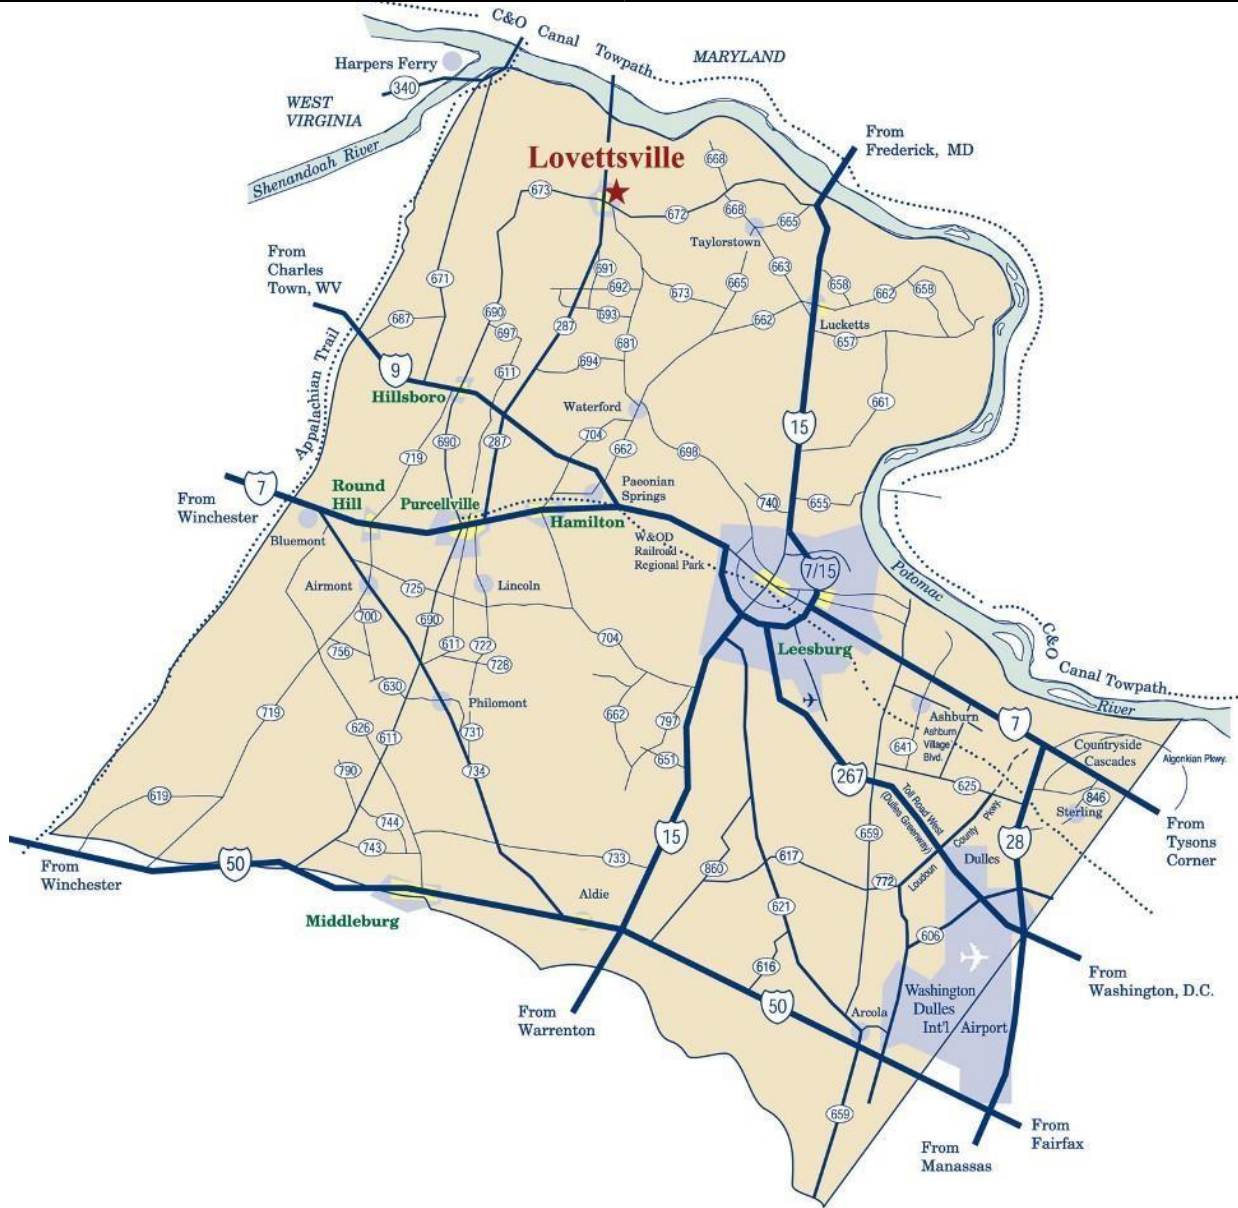 C&O Canal Towpath
MARYLAND
Harpers Ferry
340
WEST
VIRGINIA
Shenandoah River
From
Frederick, MD
Lovettsville
668
673
672
668
665
Taylorstown
From
Charles
Town, WV
671
691
692
673
665
663
658
662
658
687
690
697
287
693
681
662
Lucketts
657
Appalachian Trail
9
611
694
Hillsboro
Waterford
661
15
704
690
287
662
698
719
7
From
Winchester
Round
Hill
Purcellville
Hamilton
Paeonian
Springs
740
655
Bluemont
W&OD
Railroad
Regional Park
7/15
Potomac
River
Airmont
725
Lincoln
700
690
611
722
704
756
728
Leesburg
C&O
Canal Towpath
630
Philomont
719
626
611
731
662
797
651
Ashburn
Ashburn
Village
Blvd.
641
7
Countryside
Cascades
Algonkian Pkwy.
790
734
267
625
846
Sterling
619
744
743
733
15
860
617
659
Toll Road West
(Dulles Greenway)
Loudoun County Pkwy.
772
Dulles
28
From
Tysons
Corner
From
Winchester
50
Middleburg
Aldie
621
606
616
From
Washington, D.C.
From
Warrenton
50
Arcola
Washington
Dulles
Int'l Airport
659
From
Fairfax
From
Manassas